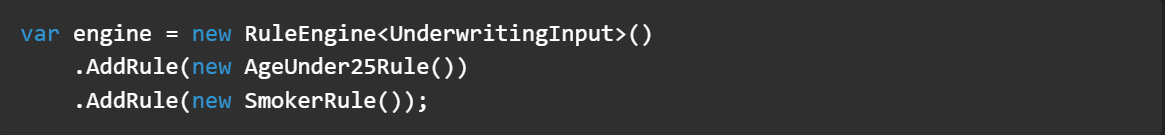 var engine = new RuleEngine<UnderwritingInput>()
    .AddRule(new AgeUnder25Rule())
    .AddRule(new SmokerRule());